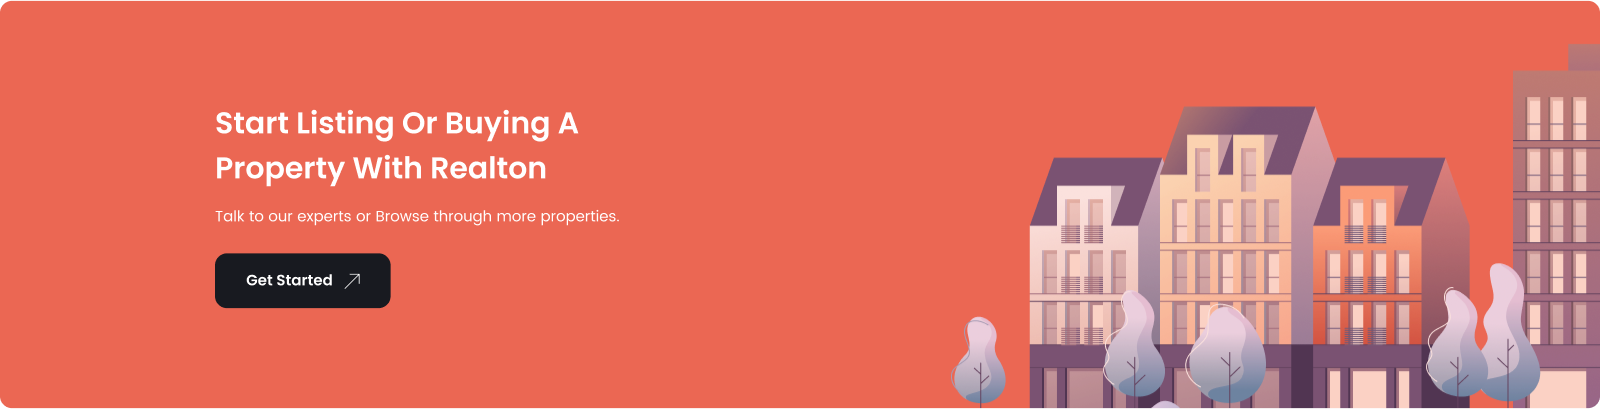 Start Listing Or Buying A
Property With Realton
Talk to our experts or Browse through more properties.
Get Started